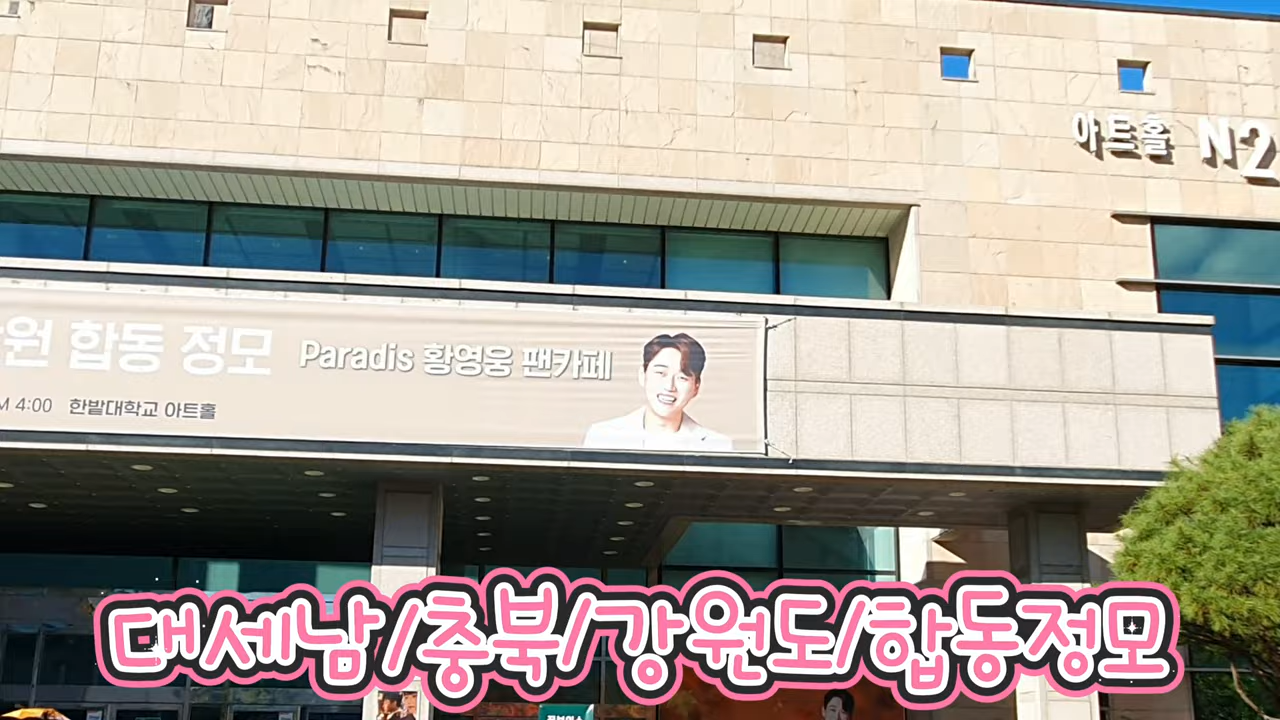 아트홀 N2
원 합동 정모 Paradis 황영웅 팬카페
4:00 한밭대학교 아트홀
대세남/충북/강원도/합동정모